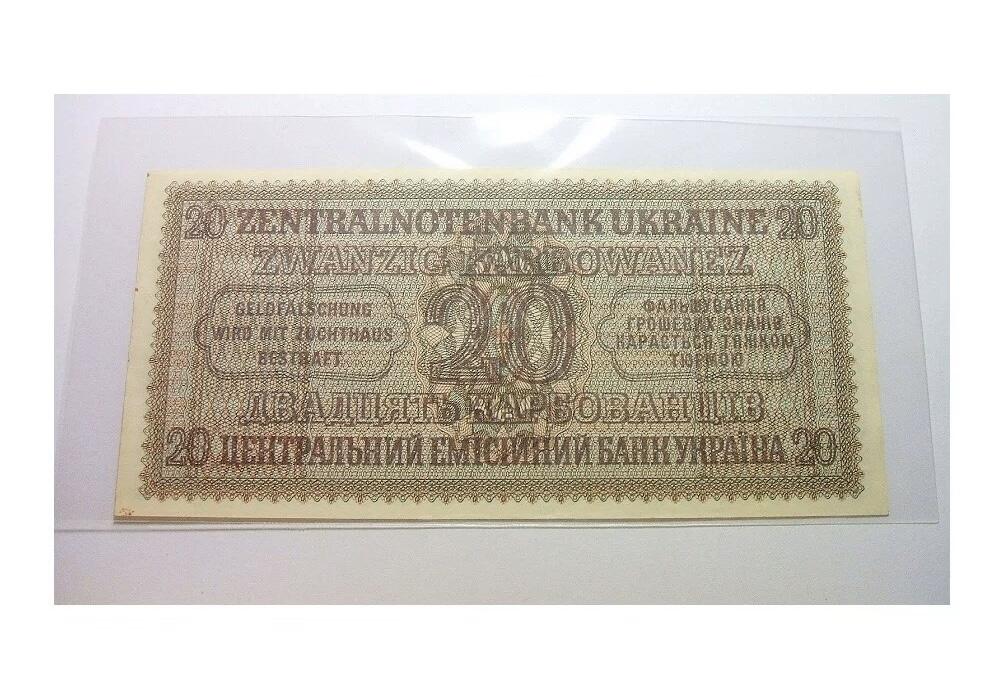 20 ZENTRALNOTENBANK UKRAINE 20
ZWANZIG KARBOWANEZ
GELDFÄLSCHUNG
WIRD MIT ZUCHTHAUS
BESTRAFT.
20
ФАЛЬШУВАННЯ
ГРОШЕВИХ ЗНАКІВ
КАРАЄТЬСЯ ТЯЖКОЮ
ТЮРМОЮ
ДВАДЦЯТЬ КАРБОВАНЦІВ
20 ЦЕНТРАЛЬНИЙ ЕМІСІЙНИЙ БАНК УКРАЇНА 20